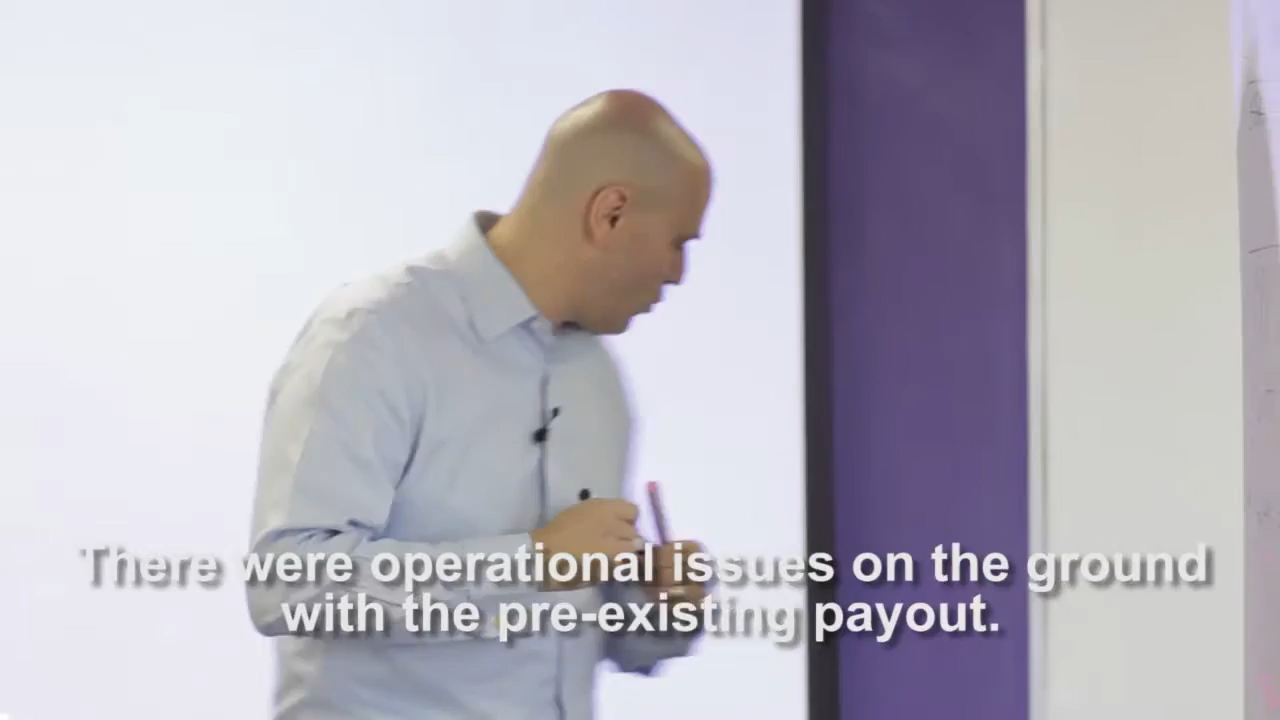 There were operational issues on the ground
with the pre-existing payout.